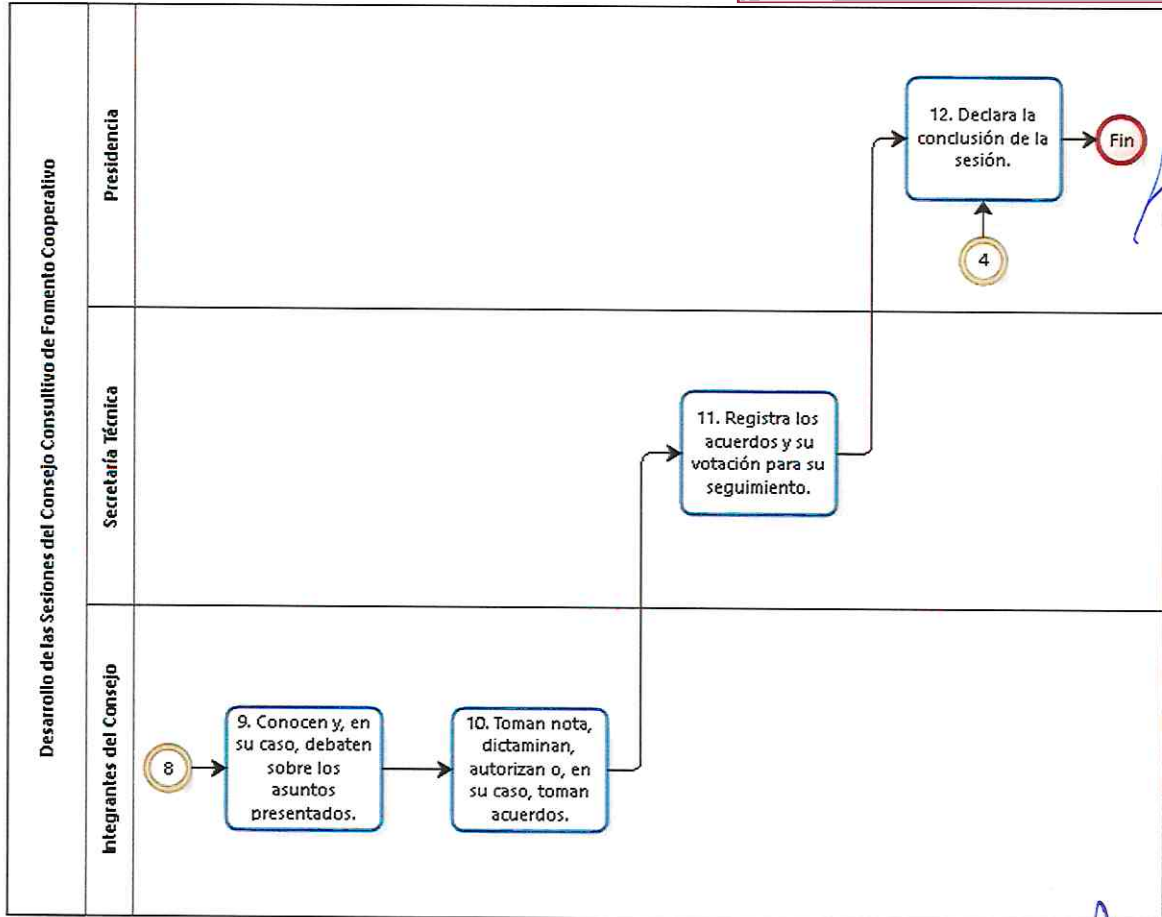 Desarrollo de las Sesiones del Consejo Consultivo de Fomento Cooperativo
Presidencia
12. Declara la
conclusión de la
sesión.
Fin
4
Secretaría Técnica
11. Registra los
acuerdos y su
votación para su
seguimiento.
Integrantes del Consejo
8
9. Conocen y, en
su caso, debaten
sobre los
asuntos
presentados.
10. Toman nota,
dictaminan,
autorizan o, en
su caso, toman
acuerdos.